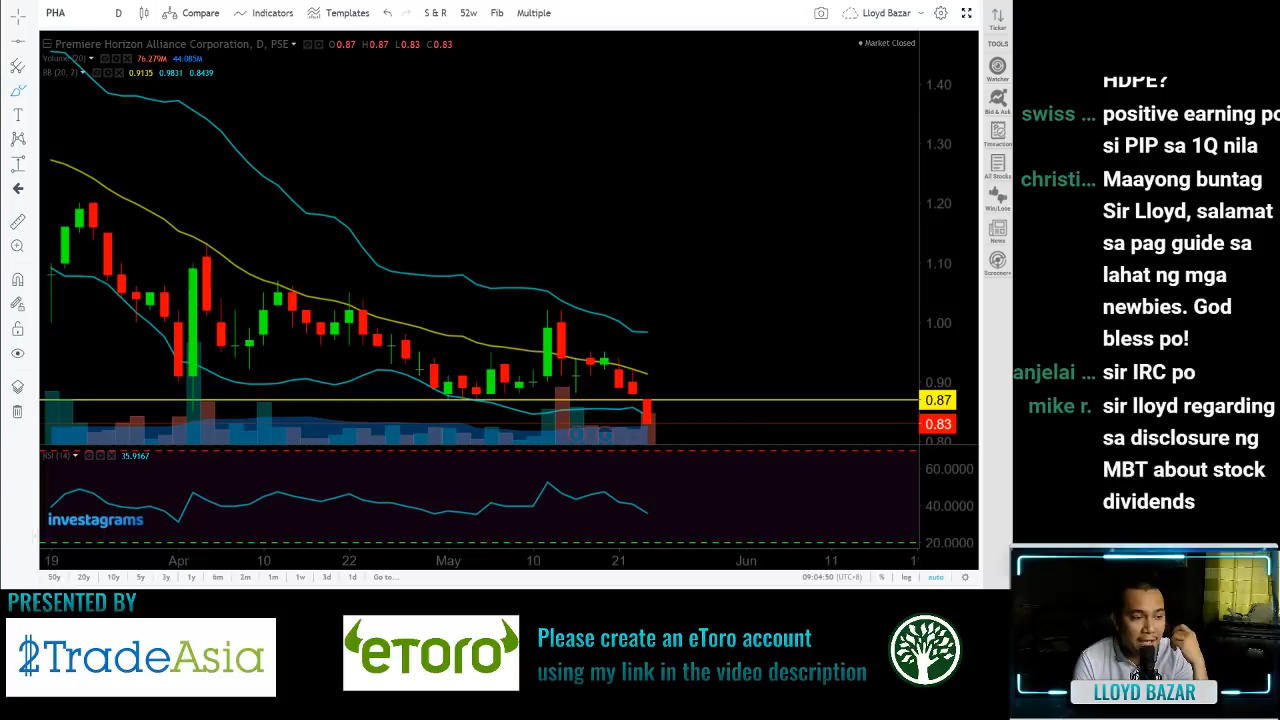 PHA
D
Compare
Indicators
Templates
S & R
52w
Fib
Multiple
Lloyd Bazar
Premiere Horizon Alliance Corporation, D, PSE
O0.87 H0.87 L0.83 C0.83
Market Closed
Volume (20)
76.279M 44.085M
BB (20, 2)
0.9135 0.9831 0.8439
1.40
1.30
1.20
1.10
1.00
0.90
0.87
0.83
0.80
RSI (14)
35.9167
60.0000
40.0000
20.0000
investagrams
19
Apr
10
22
May
10
21
Jun
11
50y
20y
10y
5y
3y
1y
6m
2m
1m
1w
3d
1d
Go to...
09:04:50 (UTC+8)
%
log
auto
Ticker
TOOLS
Watcher
Bid & Ask
Transaction
All Stocks
Win/Lose
News
Screener+
HDPE?
swiss ... positive earning po
si PIP sa 1Q nila
christi... Maayong buntag
Sir Lloyd, salamat
sa pag guide sa
lahat ng mga
newbies. God
bless po!
anjelai ... sir IRC po
mike r. sir lloyd regarding
sa disclosure ng
MBT about stock
dividends
PRESENTED BY
2TradeAsia
eToro
Please create an eToro account
using my link in the video description
LLOYD BAZAR